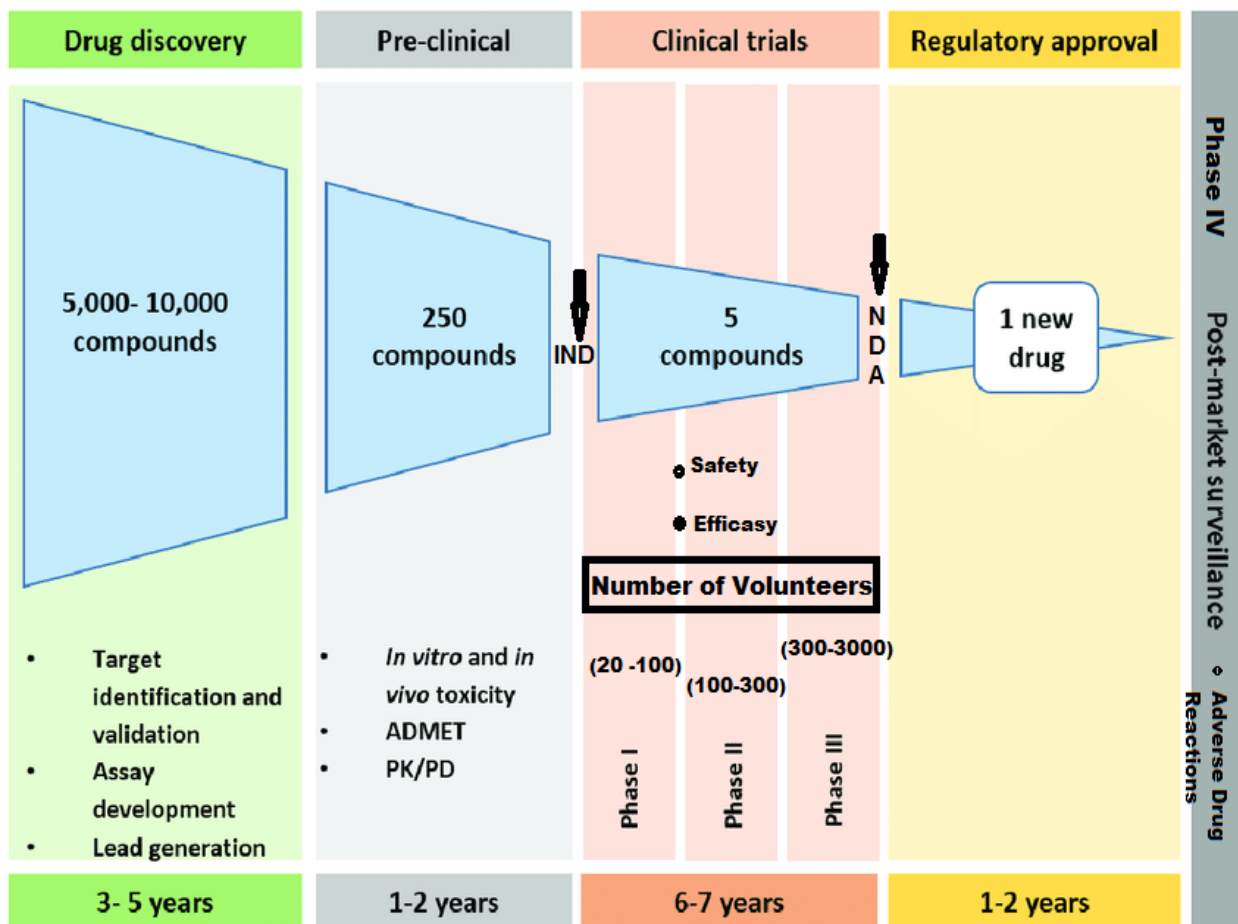 Drug discovery
Pre-clinical
Clinical trials
Regulatory approval
5,000- 10,000
compounds
250
compounds
IND
5
compounds
N
D
A
1 new
drug
Safety
Efficasy
Number of Volunteers
(20 -100)
(100-300)
(300-3000)
Phase I
Phase II
Phase III
• Target
identification and
validation
• Assay
development
• Lead generation
• In vitro and in
vivo toxicity
• ADMET
• PK/PD
3- 5 years
1-2 years
6-7 years
1-2 years
Phase IV
Post-market surveillance
Adverse Drug
Reactions